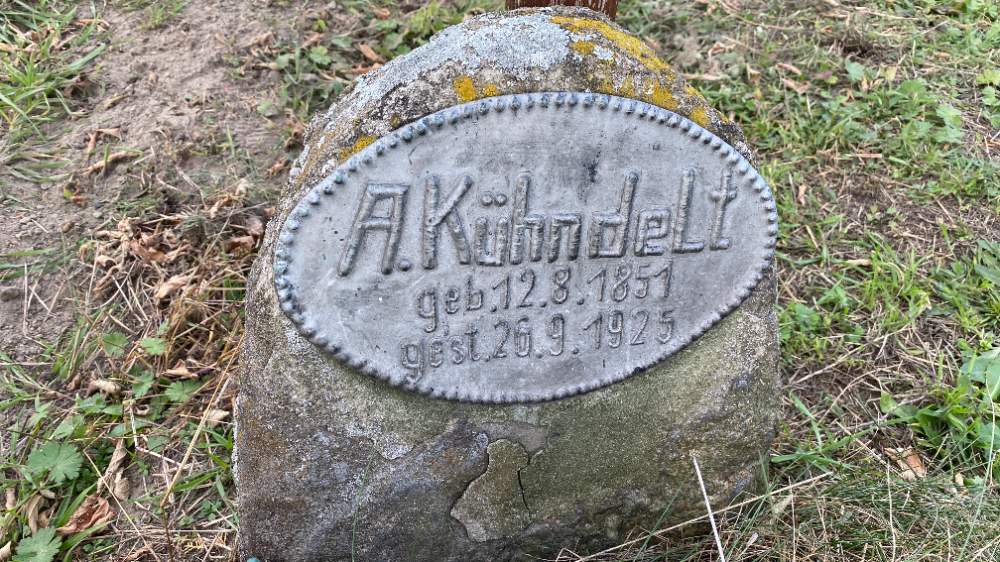 A. Kühndelt
geb. 12. 8. 1851
gest. 26. 9. 1925